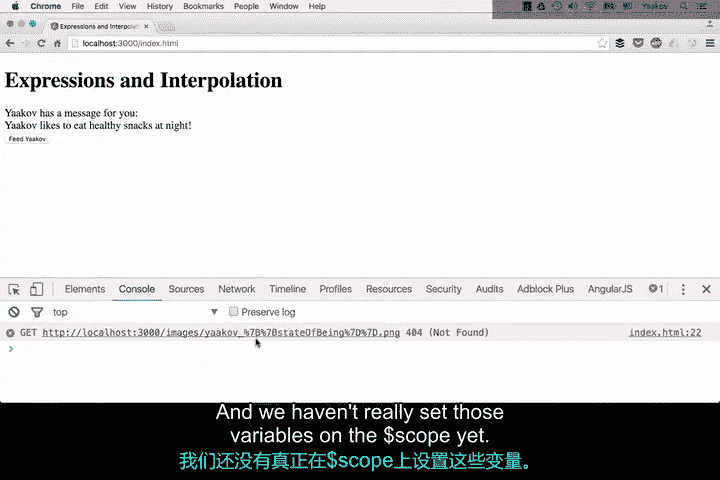 Chrome File Edit View History Bookmarks People Window Help Yaakov
Expressions and Interpolat
localhost:3000/index.html
Expressions and Interpolation
Yaakov has a message for you:
Yaakov likes to eat healthy snacks at night!
Feed Yaakov
Elements Console Sources Network Timeline Profiles Resources Security Audits Adblock Plus AngularJS 1
top Preserve log
GET http://localhost:3000/images/yaakov_%7B%7BstateOfBeing%7D%7D.png 404 (Not Found) index.html:22
And we haven't really set those
variables on the $scope yet.
我们还没有真正在$scope上设置这些变量。